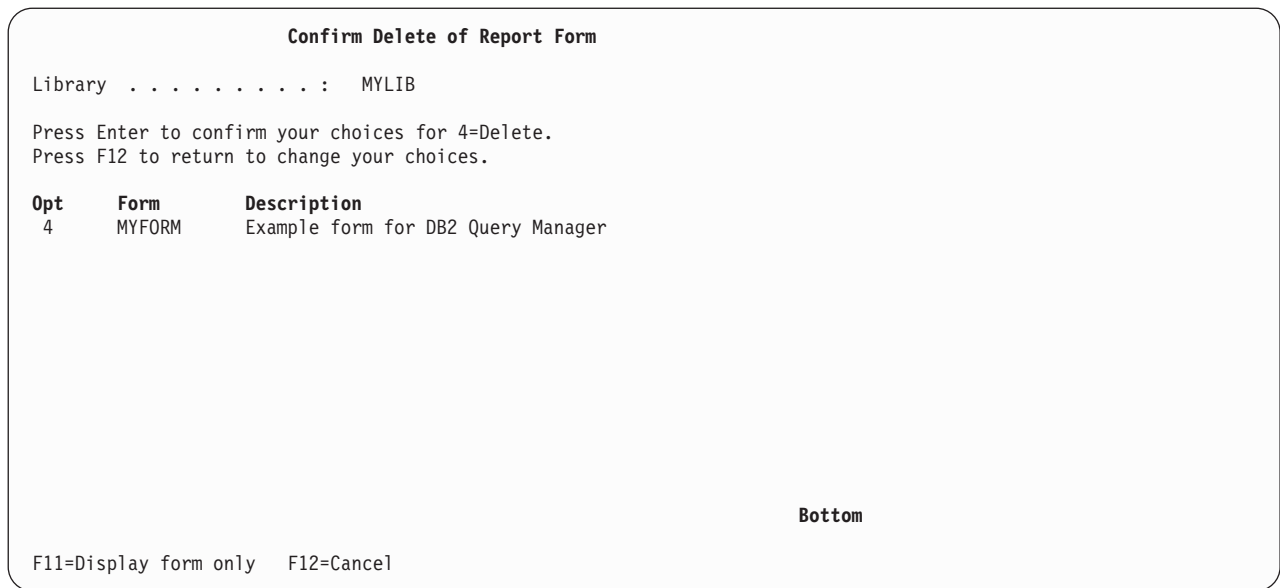 Confirm Delete of Report Form
Library . . . . . . . . . : MYLIB
Press Enter to confirm your choices for 4=Delete.
Press F12 to return to change your choices.
Opt Form Description
4 MYFORM Example form for DB2 Query Manager
Bottom
F11=Display form only F12=Cancel